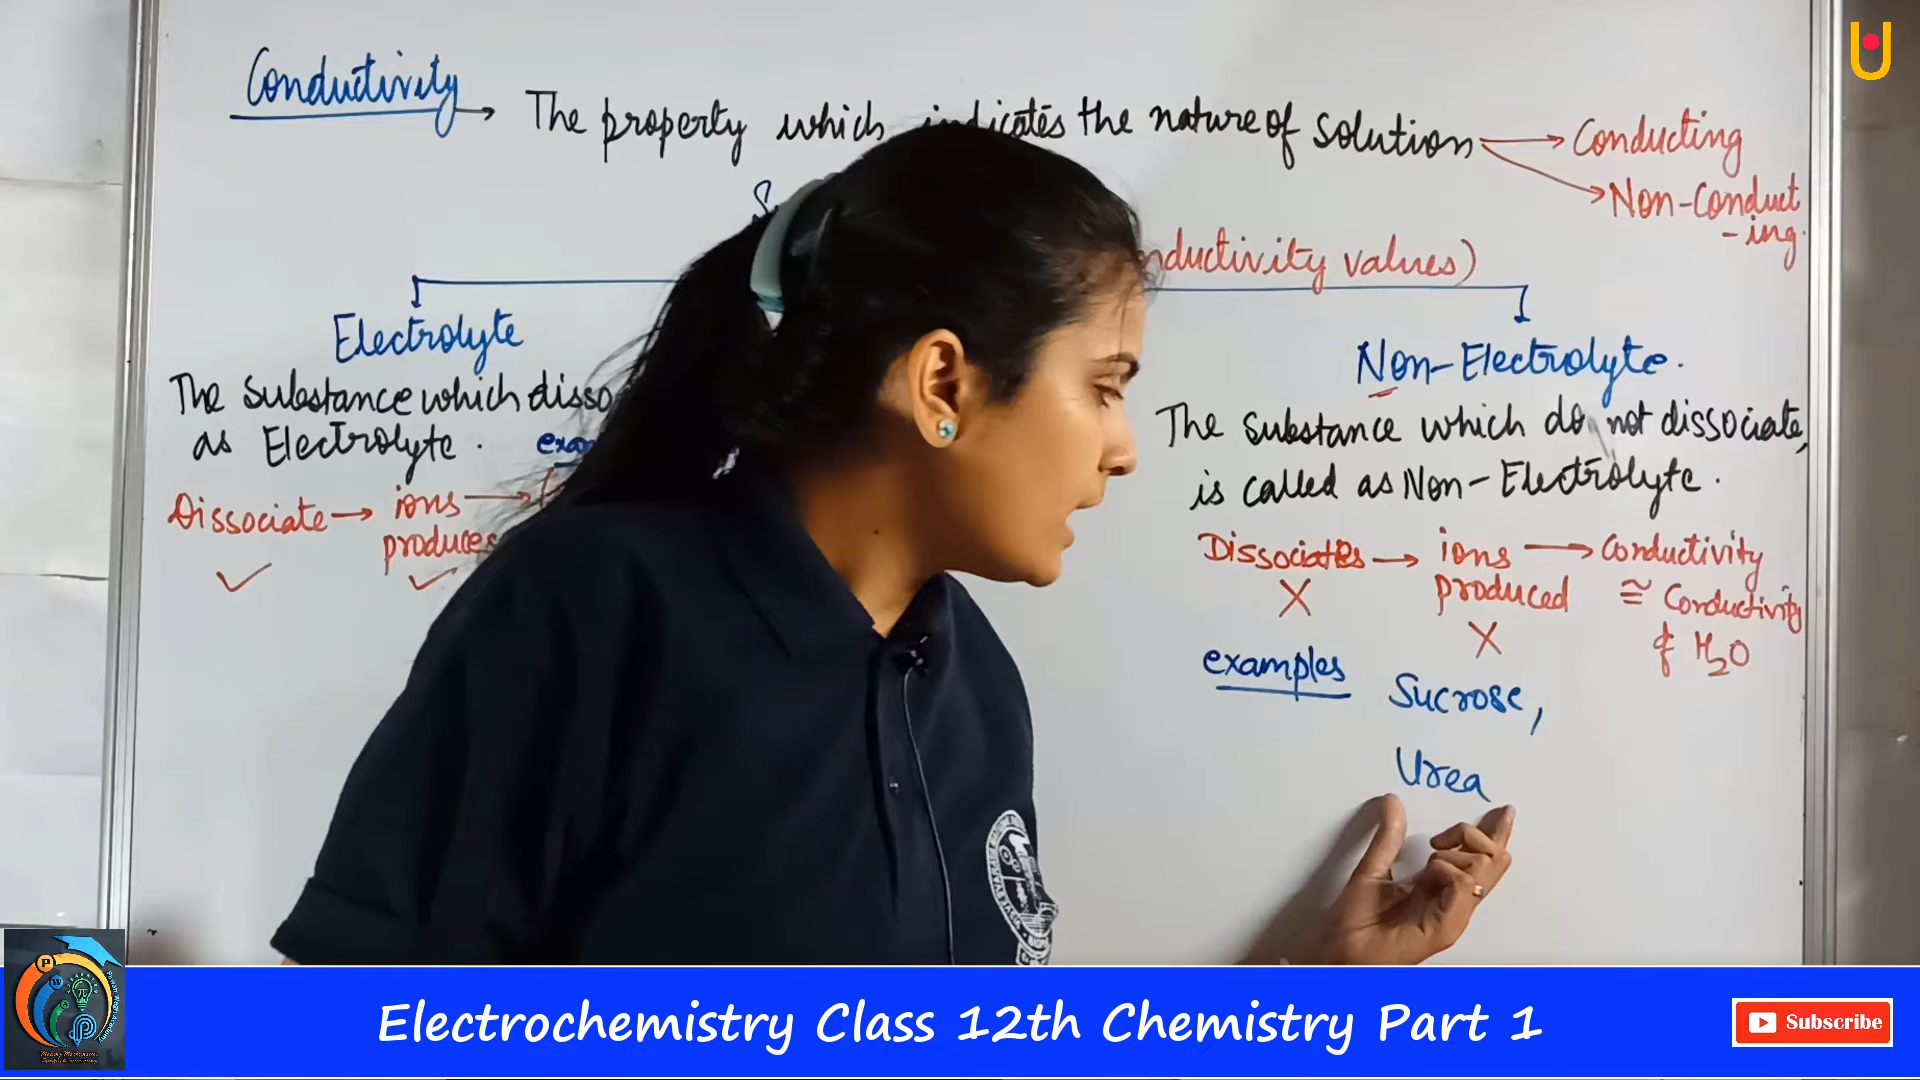 Conductivity → The property which indicates the nature of solution → Conducting
→ Non-Conduct
-ing.
nductivity values)
Electrolyte
Non-Electrolyte.
The Substance which disso
as Electrolyte.
The Substance which do not dissociate,
is called as Non-Electrolyte.
Dissociate → ions →
produces
Dissociates → ions → Conductivity
produced ≅ Conductivity
of H2O
examples Sucrose,
Urea
Electrochemistry Class 12th Chemistry Part 1
Subscribe